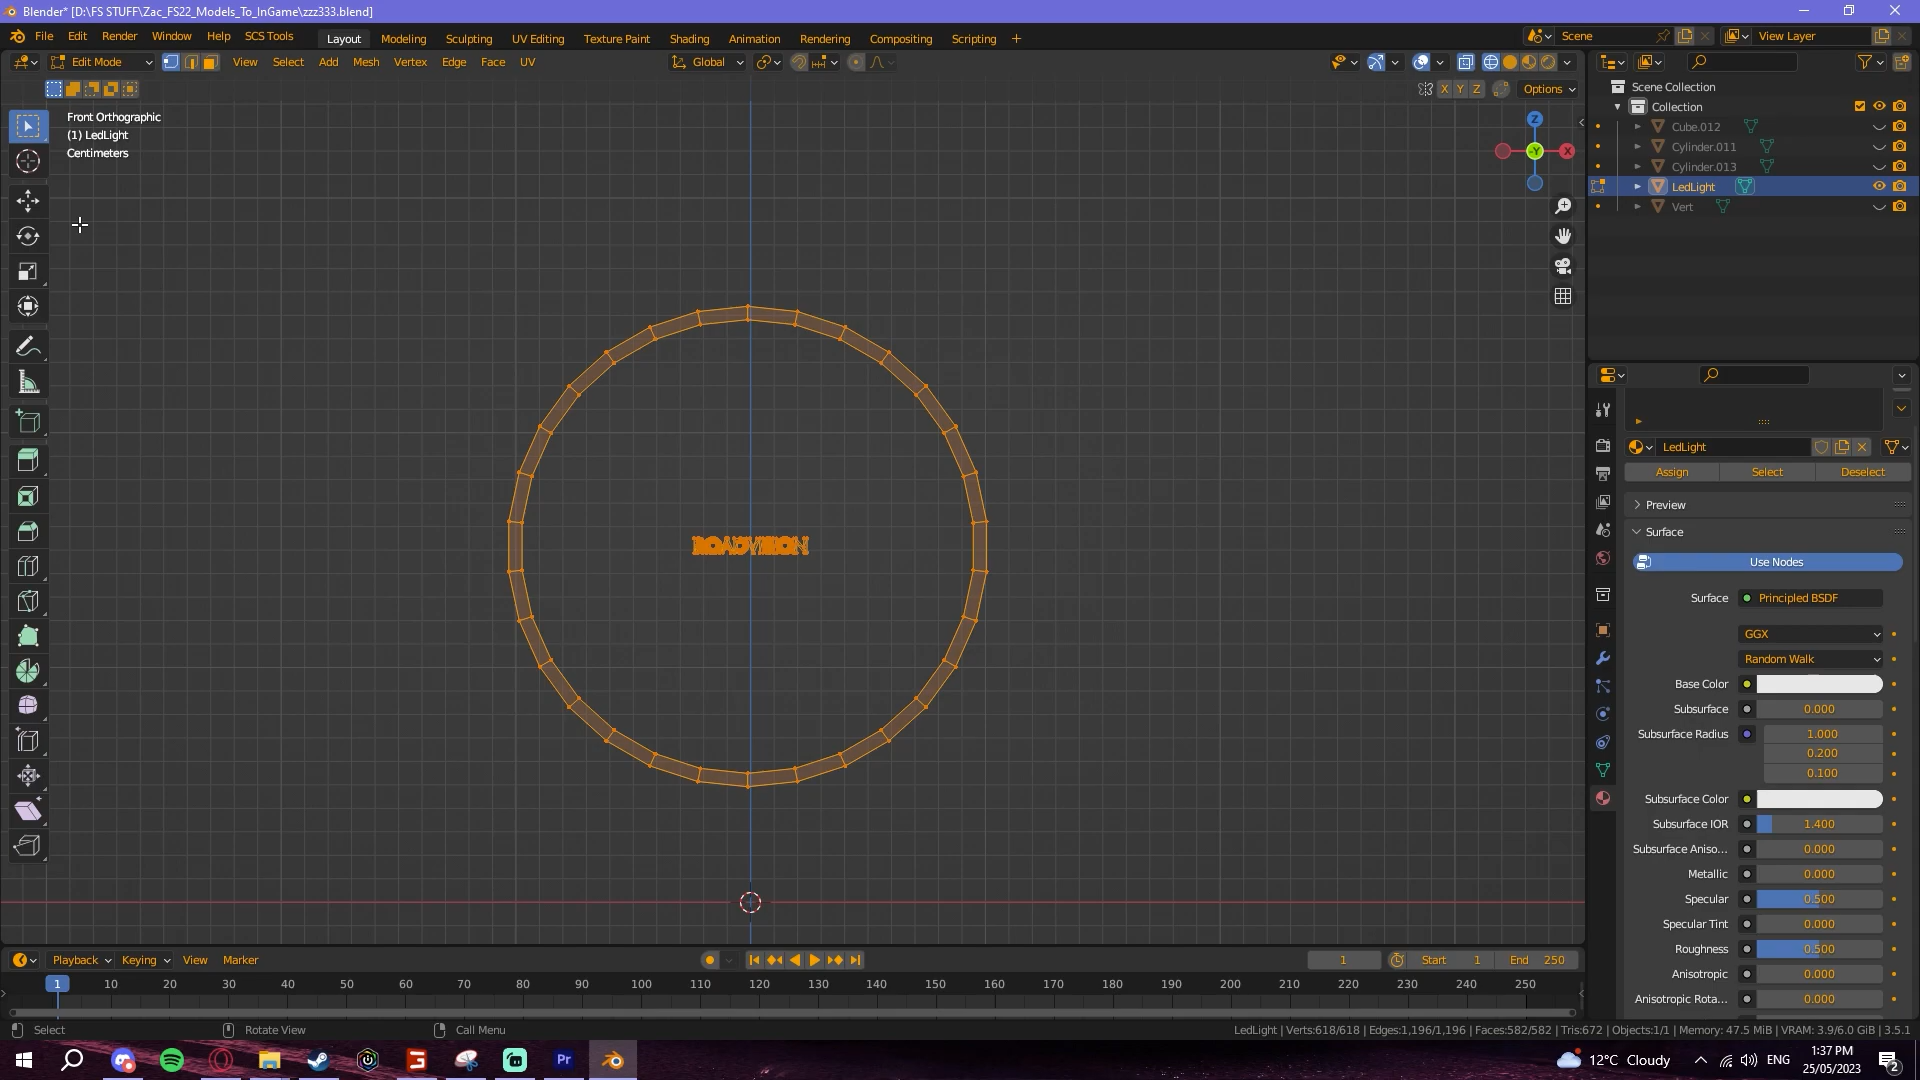 Blender* [D:\FS STUFF\Zac_FS22_Models_To_InGame\zzz333.blend]
File Edit Render Window Help SCS Tools Layout Modeling Sculpting UV Editing Texture Paint Shading Animation Rendering Compositing Scripting + Scene View Layer
Edit Mode View Select Add Mesh Vertex Edge Face UV Global
X Y Z Options
Scene Collection
Collection
Cube.012
Cylinder.011
Cylinder.013
LedLight
Vert
Front Orthographic
(1) LedLight
Centimeters
Z
-Y X
ROADVISION
LedLight
Assign Select Deselect
Preview
Surface
Use Nodes
Surface Principled BSDF
GGX
Random Walk
Base Color
Subsurface 0.000
Subsurface Radius 1.000
0.200
0.100
Subsurface Color
Subsurface IOR 1.400
Subsurface Aniso... 0.000
Metallic 0.000
Specular 0.500
Specular Tint 0.000
Roughness 0.500
Anisotropic 0.000
Anisotropic Rota... 0.000
Playback Keying View Marker 1 Start 1 End 250
1 10 20 30 40 50 60 70 80 90 100 110 120 130 140 150 160 170 180 190 200 210 220 230 240 250
Select Rotate View Call Menu LedLight | Verts:618/618 | Edges:1,196/1,196 | Faces:582/582 | Tris:672 | Objects:1/1 | Memory: 47.5 MiB | VRAM: 3.9/6.0 GiB | 3.5.1
Pr 12°C Cloudy ENG 1:37 PM
25/05/2023 2